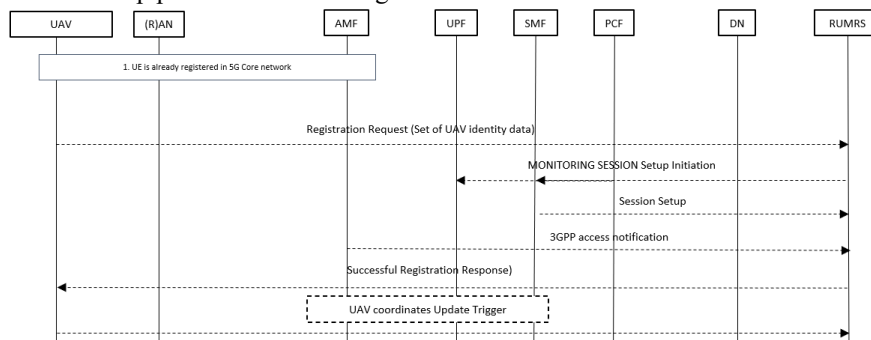 UAV (R)AN AMF UPF SMF PCF DN RUMRS
1. UE is already registered in 5G Core network
Registration Request (Set of UAV identity data)
MONITORING SESSION Setup Initiation
Session Setup
3GPP access notification
Successful Registration Response)
UAV coordinates Update Trigger